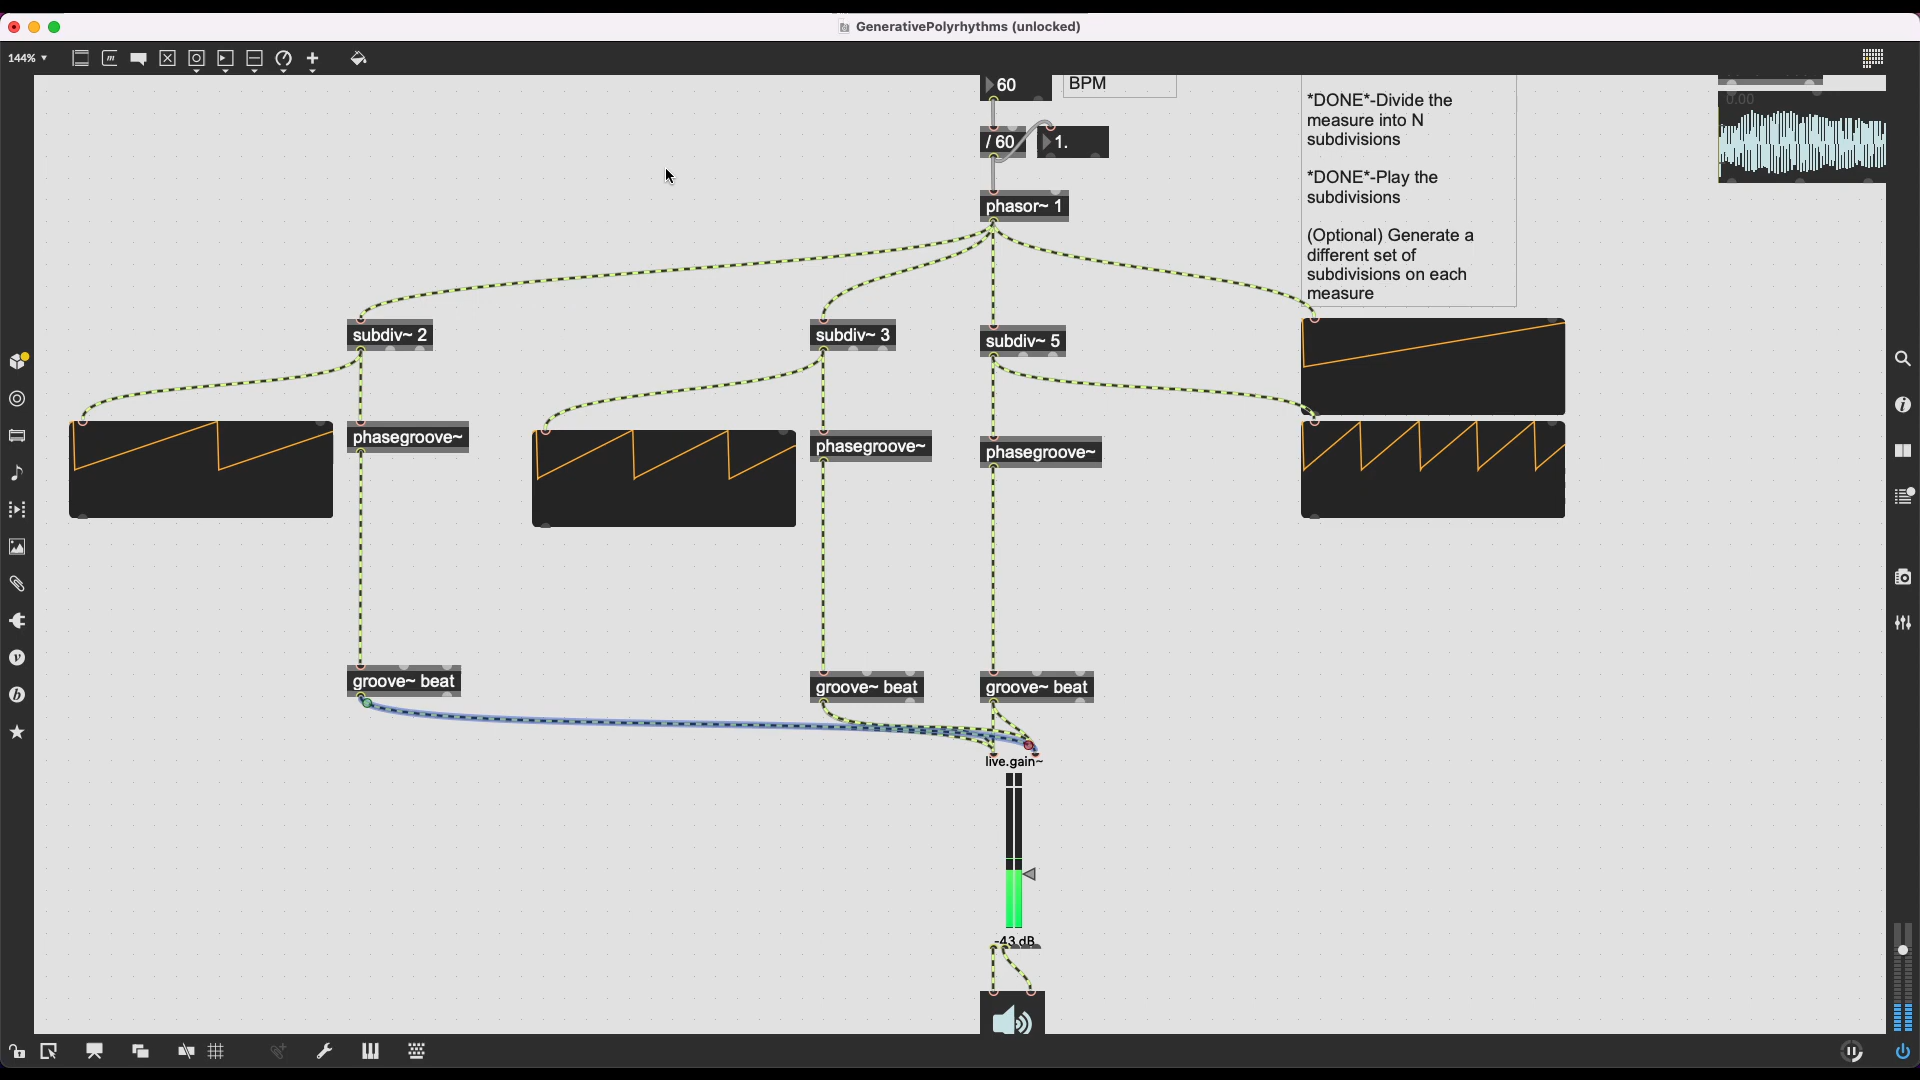 GenerativePolyrhythms (unlocked)
144%
60
BPM
/ 60
1.
phasor~ 1
*DONE*-Divide the
measure into N
subdivisions
*DONE*-Play the
subdivisions
(Optional) Generate a
different set of
subdivisions on each
measure
0.00
subdiv~ 2
subdiv~ 3
subdiv~ 5
phasegroove~
phasegroove~
phasegroove~
groove~ beat
groove~ beat
groove~ beat
live.gain~
-43 dB